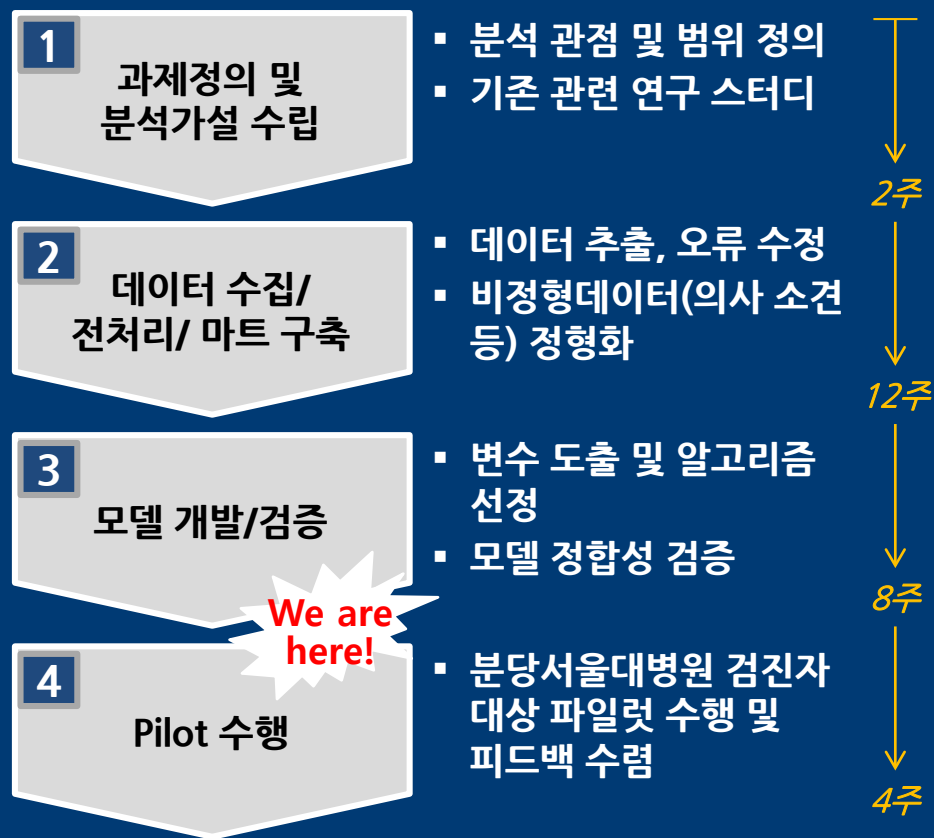 1
과제정의 및
분석가설 수립
▪ 분석 관점 및 범위 정의
▪ 기존 관련 연구 스터디
2주
2
데이터 수집/
전처리/ 마트 구축
▪ 데이터 추출, 오류 수정
▪ 비정형데이터(의사 소견
등) 정형화
12주
3
모델 개발/검증
▪ 변수 도출 및 알고리즘
선정
▪ 모델 정합성 검증
8주
We are
here!
4
Pilot 수행
▪ 분당서울대병원 검진자
대상 파일럿 수행 및
피드백 수렴
4주